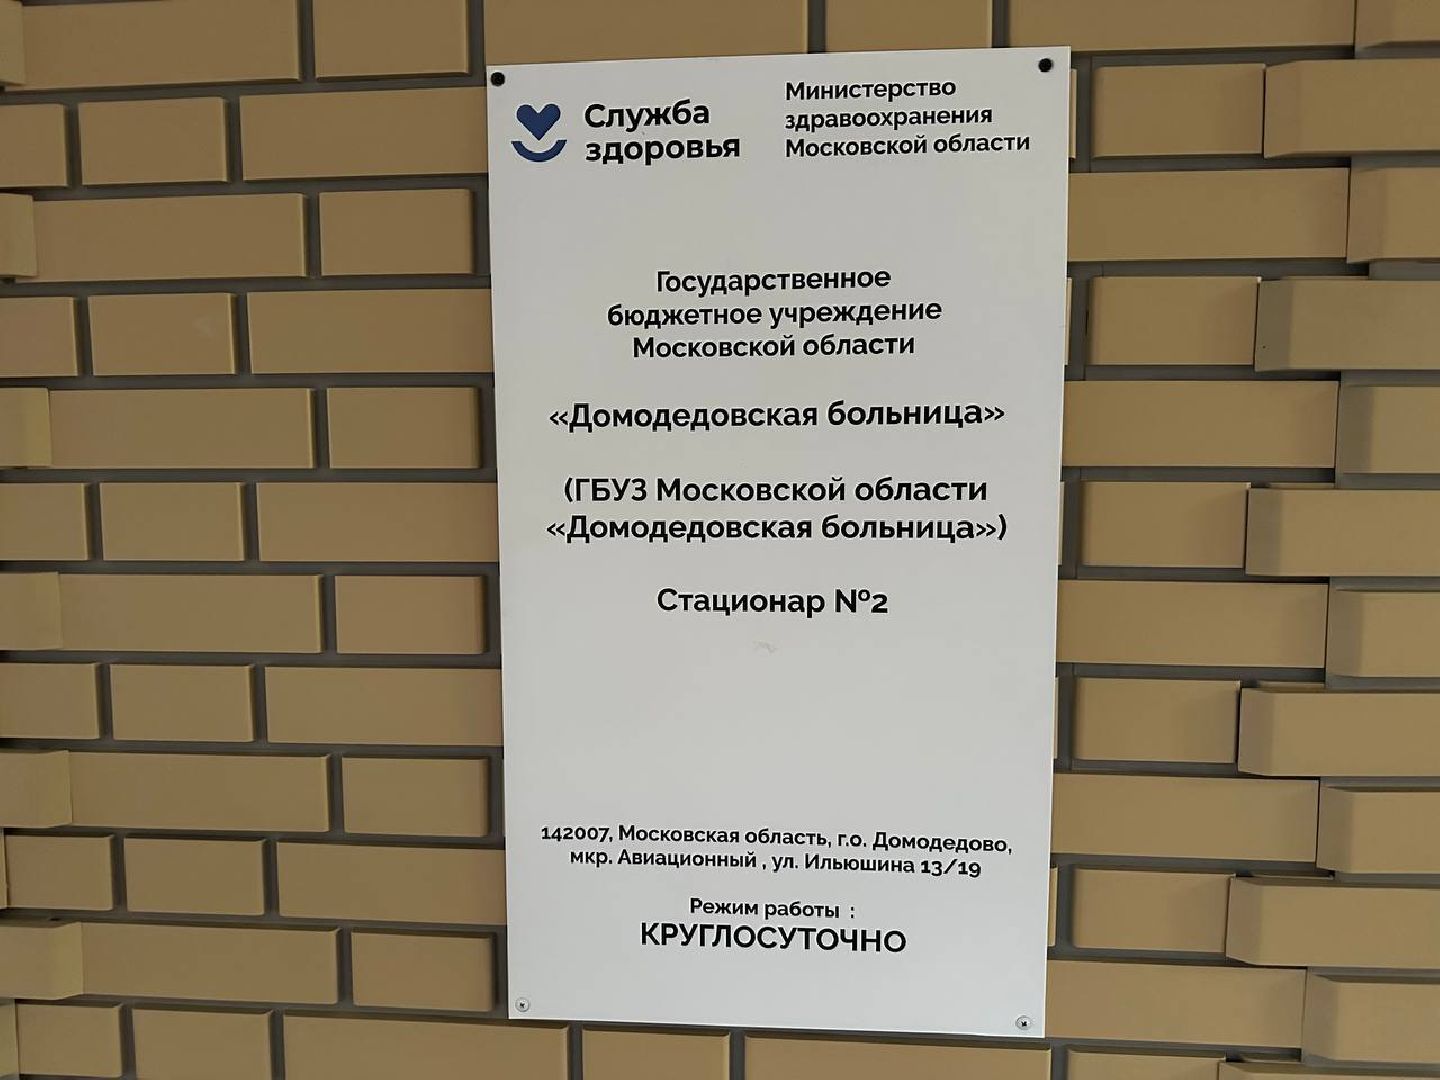 Служба
здоровья
Министерство
здравоохранения
Московской области
Государственное
бюджетное учреждение
Московской области
«Домодедовская больница»
(ГБУЗ Московской области
«Домодедовская больница»)
Стационар №2
142007, Московская область, г.о. Домодедово,
мкр. Авиационный , ул. Ильюшина 13/19
Режим работы :
КРУГЛОСУТОЧНО